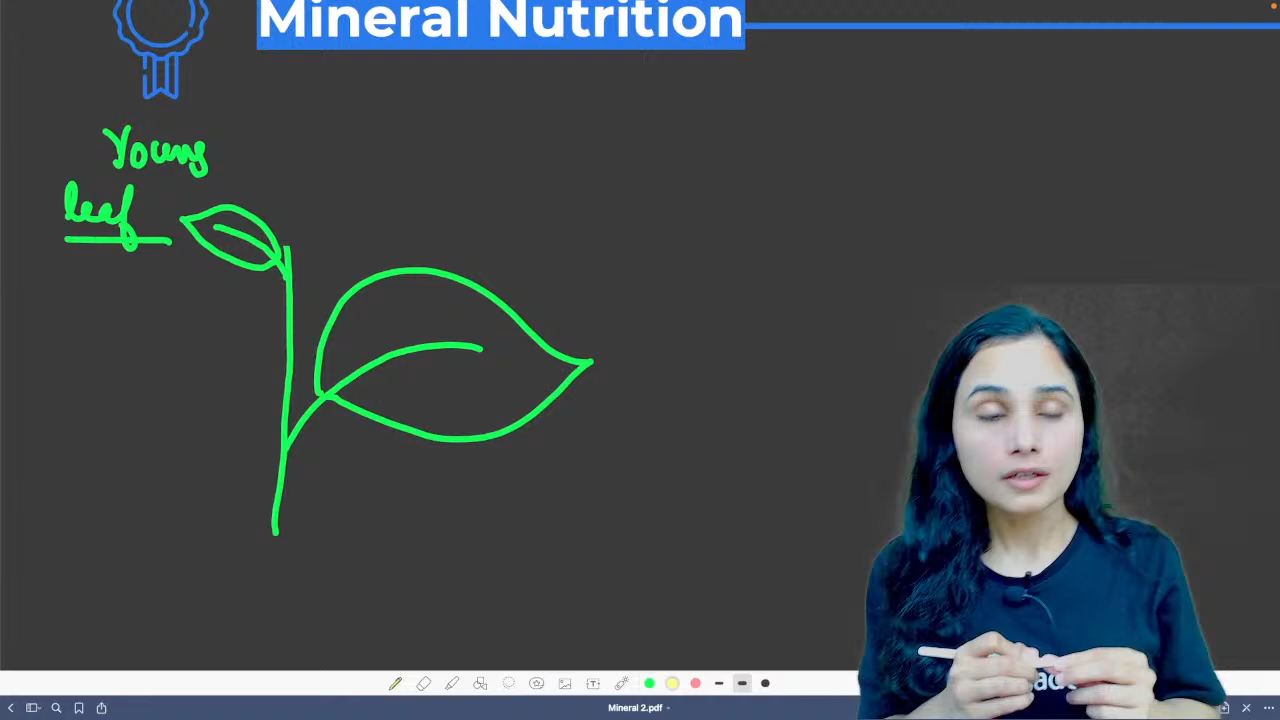 Mineral Nutrition
Young
leaf
Mineral 2.pdf